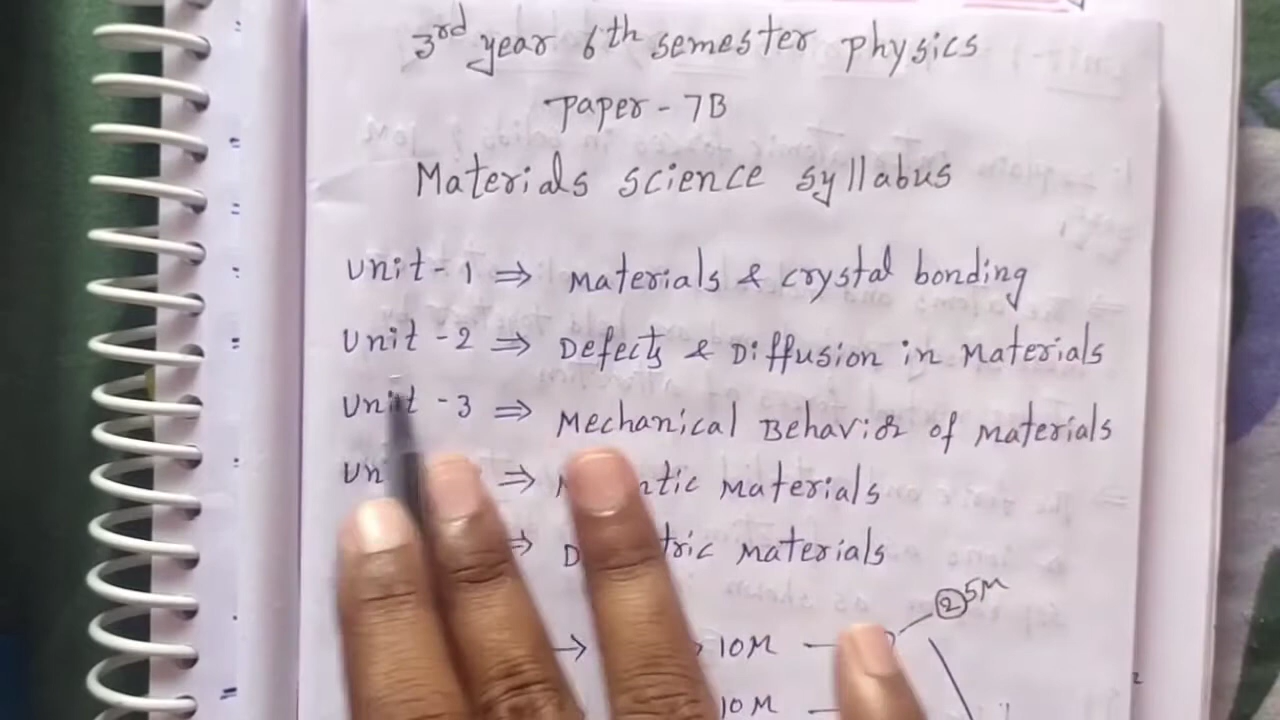 3rd year 6th semester physics
paper - 7B
Materials science syllabus
Unit - 1 ⇒ Materials & crystal bonding
Unit - 2 ⇒ Defects & Diffusion in Materials
Unit - 3 ⇒ Mechanical Behavior of materials
⇒ materials
⇒ materials
② 5M
→ 10M —
10M —